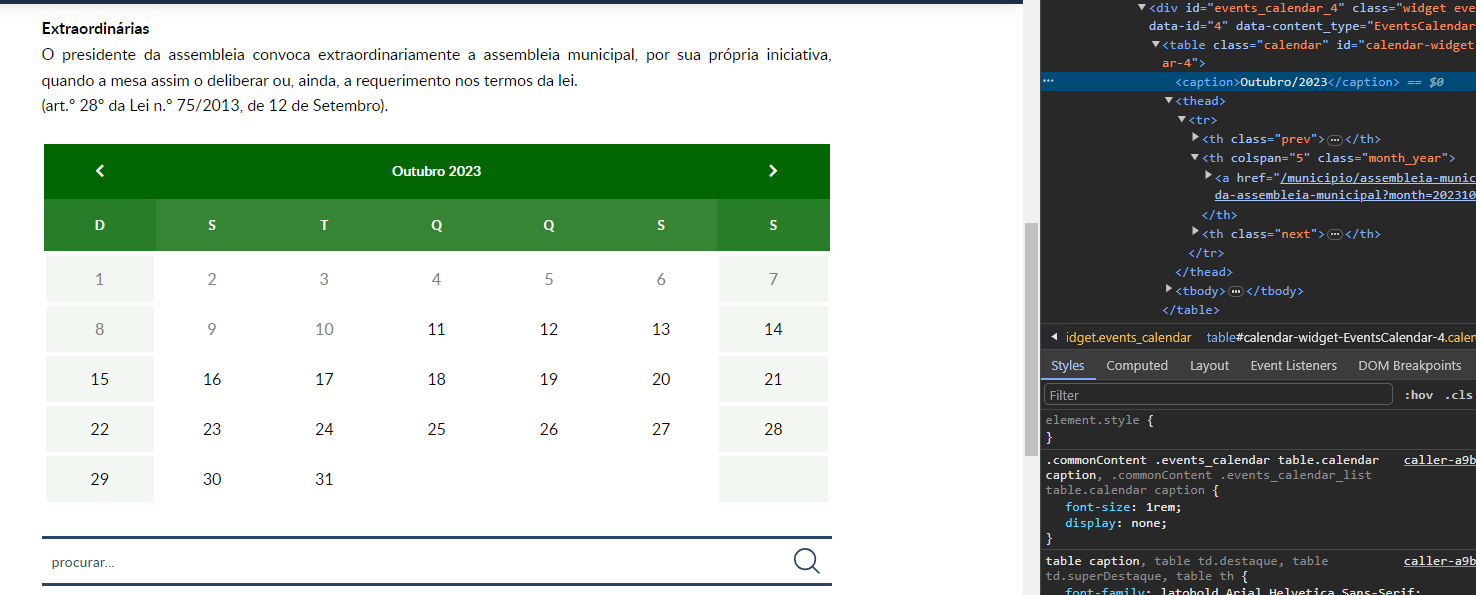 Extraordinárias
O presidente da assembleia convoca extraordinariamente a assembleia municipal, por sua própria iniciativa,
quando a mesa assim o deliberar ou, ainda, a requerimento nos termos da lei.
(art.º 28º da Lei n.º 75/2013, de 12 de Setembro).
Outubro 2023
D S T Q Q S S
1 2 3 4 5 6 7
8 9 10 11 12 13 14
15 16 17 18 19 20 21
22 23 24 25 26 27 28
29 30 31
procurar...
<div id="events_calendar_4" class="widget eve
data-id="4" data-content_type="EventsCalendar
<table class="calendar" id="calendar-widget
ar-4">
<caption>Outubro/2023</caption> == $0
<thead>
<tr>
<th class="prev">…</th>
<th colspan="5" class="month_year">
<a href="/municipio/assembleia-munic
da-assembleia-municipal?month=202310
</th>
<th class="next">…</th>
</tr>
</thead>
<tbody>…</tbody>
</table>
idget.events_calendar table#calendar-widget-EventsCalendar-4.calen
Styles Computed Layout Event Listeners DOM Breakpoints
Filter :hov .cls
element.style {
}
.commonContent .events_calendar table.calendar caller-a9b
caption, .commonContent .events_calendar_list
table.calendar caption {
font-size: 1rem;
display: none;
}
table caption, table td.destaque, table caller-a9b
td.superDestaque, table th {
font-family: latobold,Arial,Helvetica,Sans-Serif;